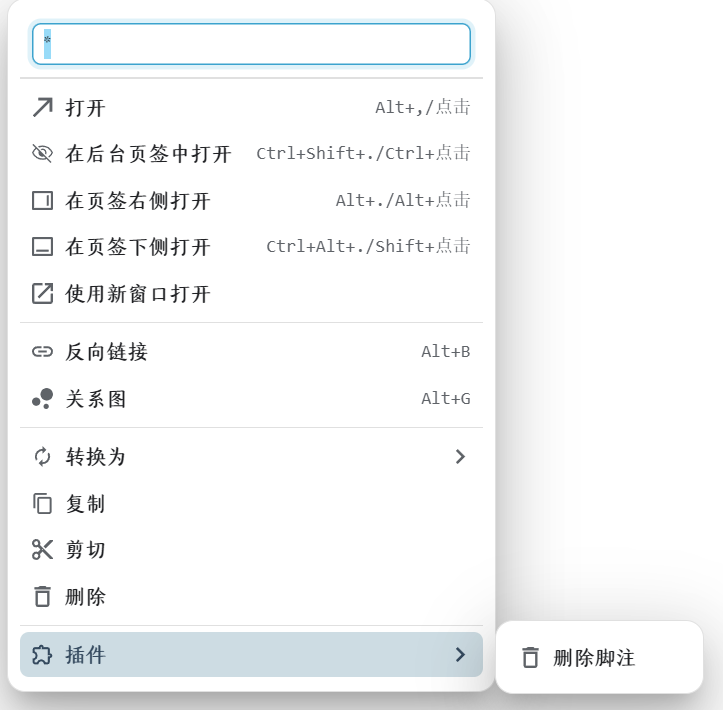 *
打开 Alt+,/点击
在后台页签中打开 Ctrl+Shift+./Ctrl+点击
在页签右侧打开 Alt+./Alt+点击
在页签下侧打开 Ctrl+Alt+./Shift+点击
使用新窗口打开
反向链接 Alt+B
关系图 Alt+G
转换为
复制
剪切
删除
插件
删除脚注